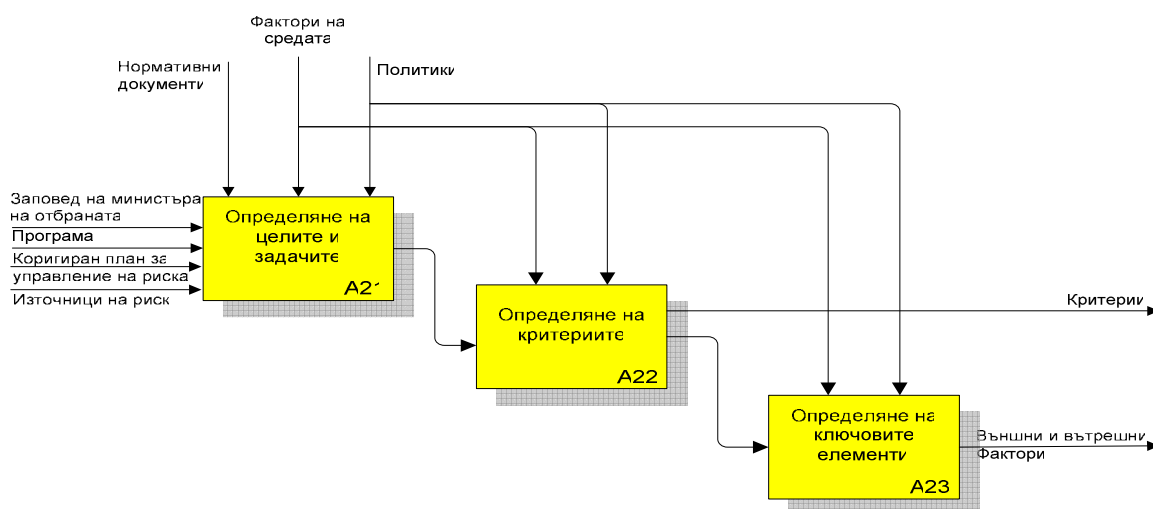 Фактори на
средата
Нормативни
документи
Политики
Заповед на министъра
на отбраната
Програма
Коригиран план за
управление на риска
Източници на риск
Определяне на
целите и
задачите
A21
Определяне на
критериите
A22
Критерии
Определяне на
ключовите
елементи
A23
Външни и вътрешни
Фактори